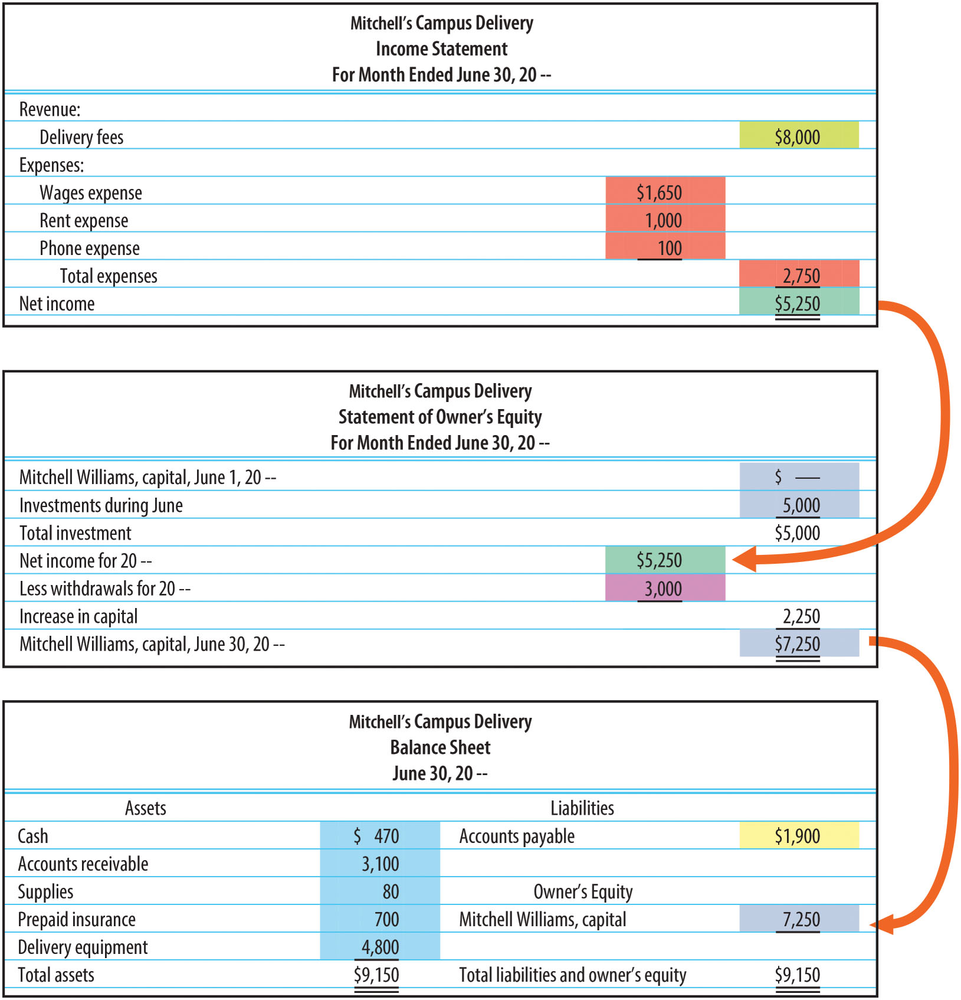 Mitchell's Campus Delivery
Income Statement
For Month Ended June 30, 20 --
Revenue:
Delivery fees $8,000
Expenses:
Wages expense $1,650
Rent expense 1,000
Phone expense 100
Total expenses 2,750
Net income $5,250
Mitchell's Campus Delivery
Statement of Owner's Equity
For Month Ended June 30, 20 --
Mitchell Williams, capital, June 1, 20 -- $ —
Investments during June 5,000
Total investment $5,000
Net income for 20 -- $5,250
Less withdrawals for 20 -- 3,000
Increase in capital 2,250
Mitchell Williams, capital, June 30, 20 -- $7,250
Mitchell's Campus Delivery
Balance Sheet
June 30, 20 --
Assets Liabilities
Cash $ 470 Accounts payable $1,900
Accounts receivable 3,100
Supplies 80 Owner's Equity
Prepaid insurance 700 Mitchell Williams, capital 7,250
Delivery equipment 4,800
Total assets $9,150 Total liabilities and owner's equity $9,150